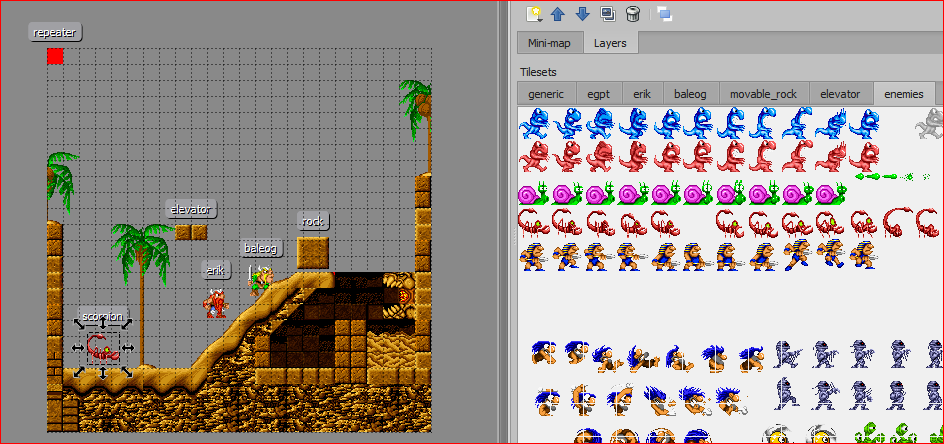 repeater
Mini-map
Layers
Tilesets
generic
egpt
erik
baleog
movable_rock
elevator
enemies
elevator
rock
baleog
erik
scorpion